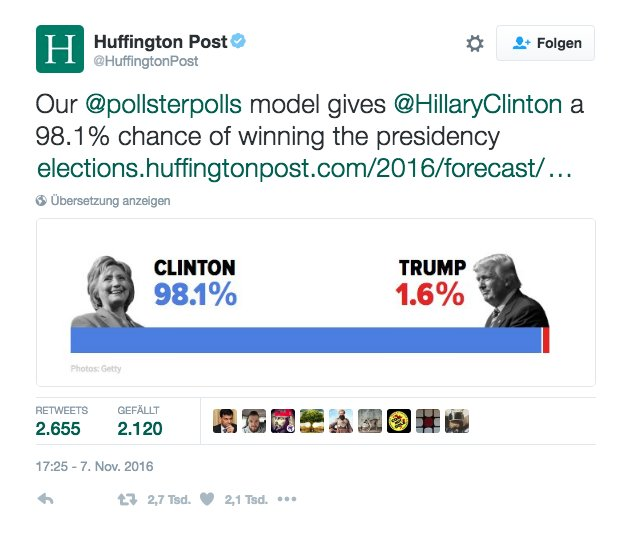 H Huffington Post
@HuffingtonPost
Folgen
Our @pollsterpolls model gives @HillaryClinton a
98.1% chance of winning the presidency
elections.huffingtonpost.com/2016/forecast/…
Übersetzung anzeigen
CLINTON
98.1%
TRUMP
1.6%
Photos: Getty
RETWEETS
2.655
GEFÄLLT
2.120
17:25 - 7. Nov. 2016
2,7 Tsd. 2,1 Tsd.